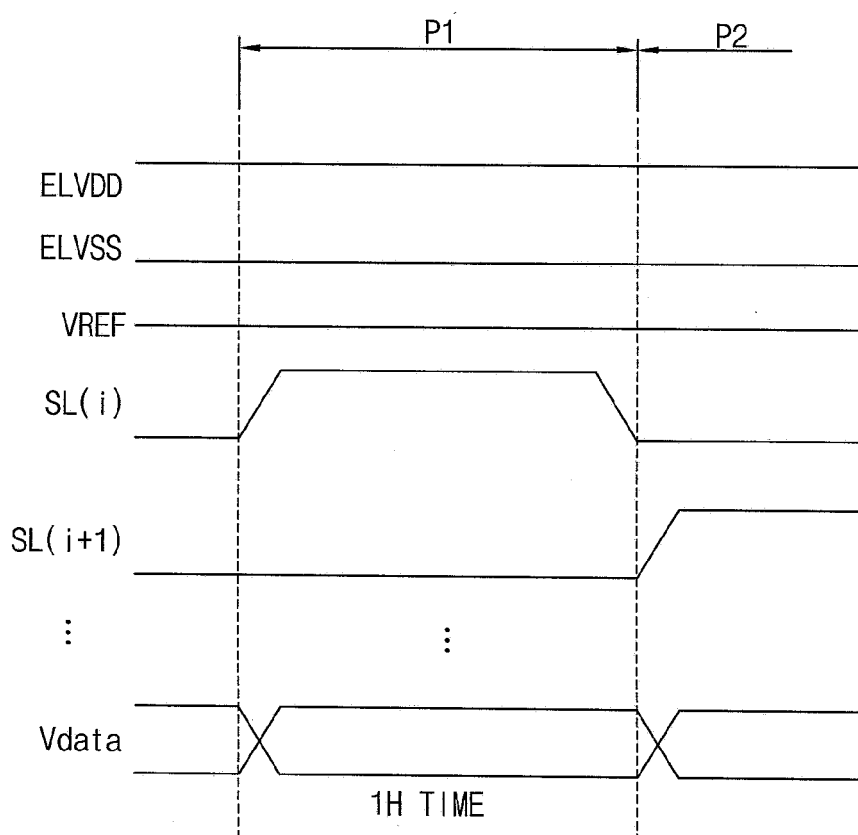 P1
P2
ELVDD
ELVSS
VREF
SL(i)
SL(i+1)
⋮
⋮
Vdata
1H TIME